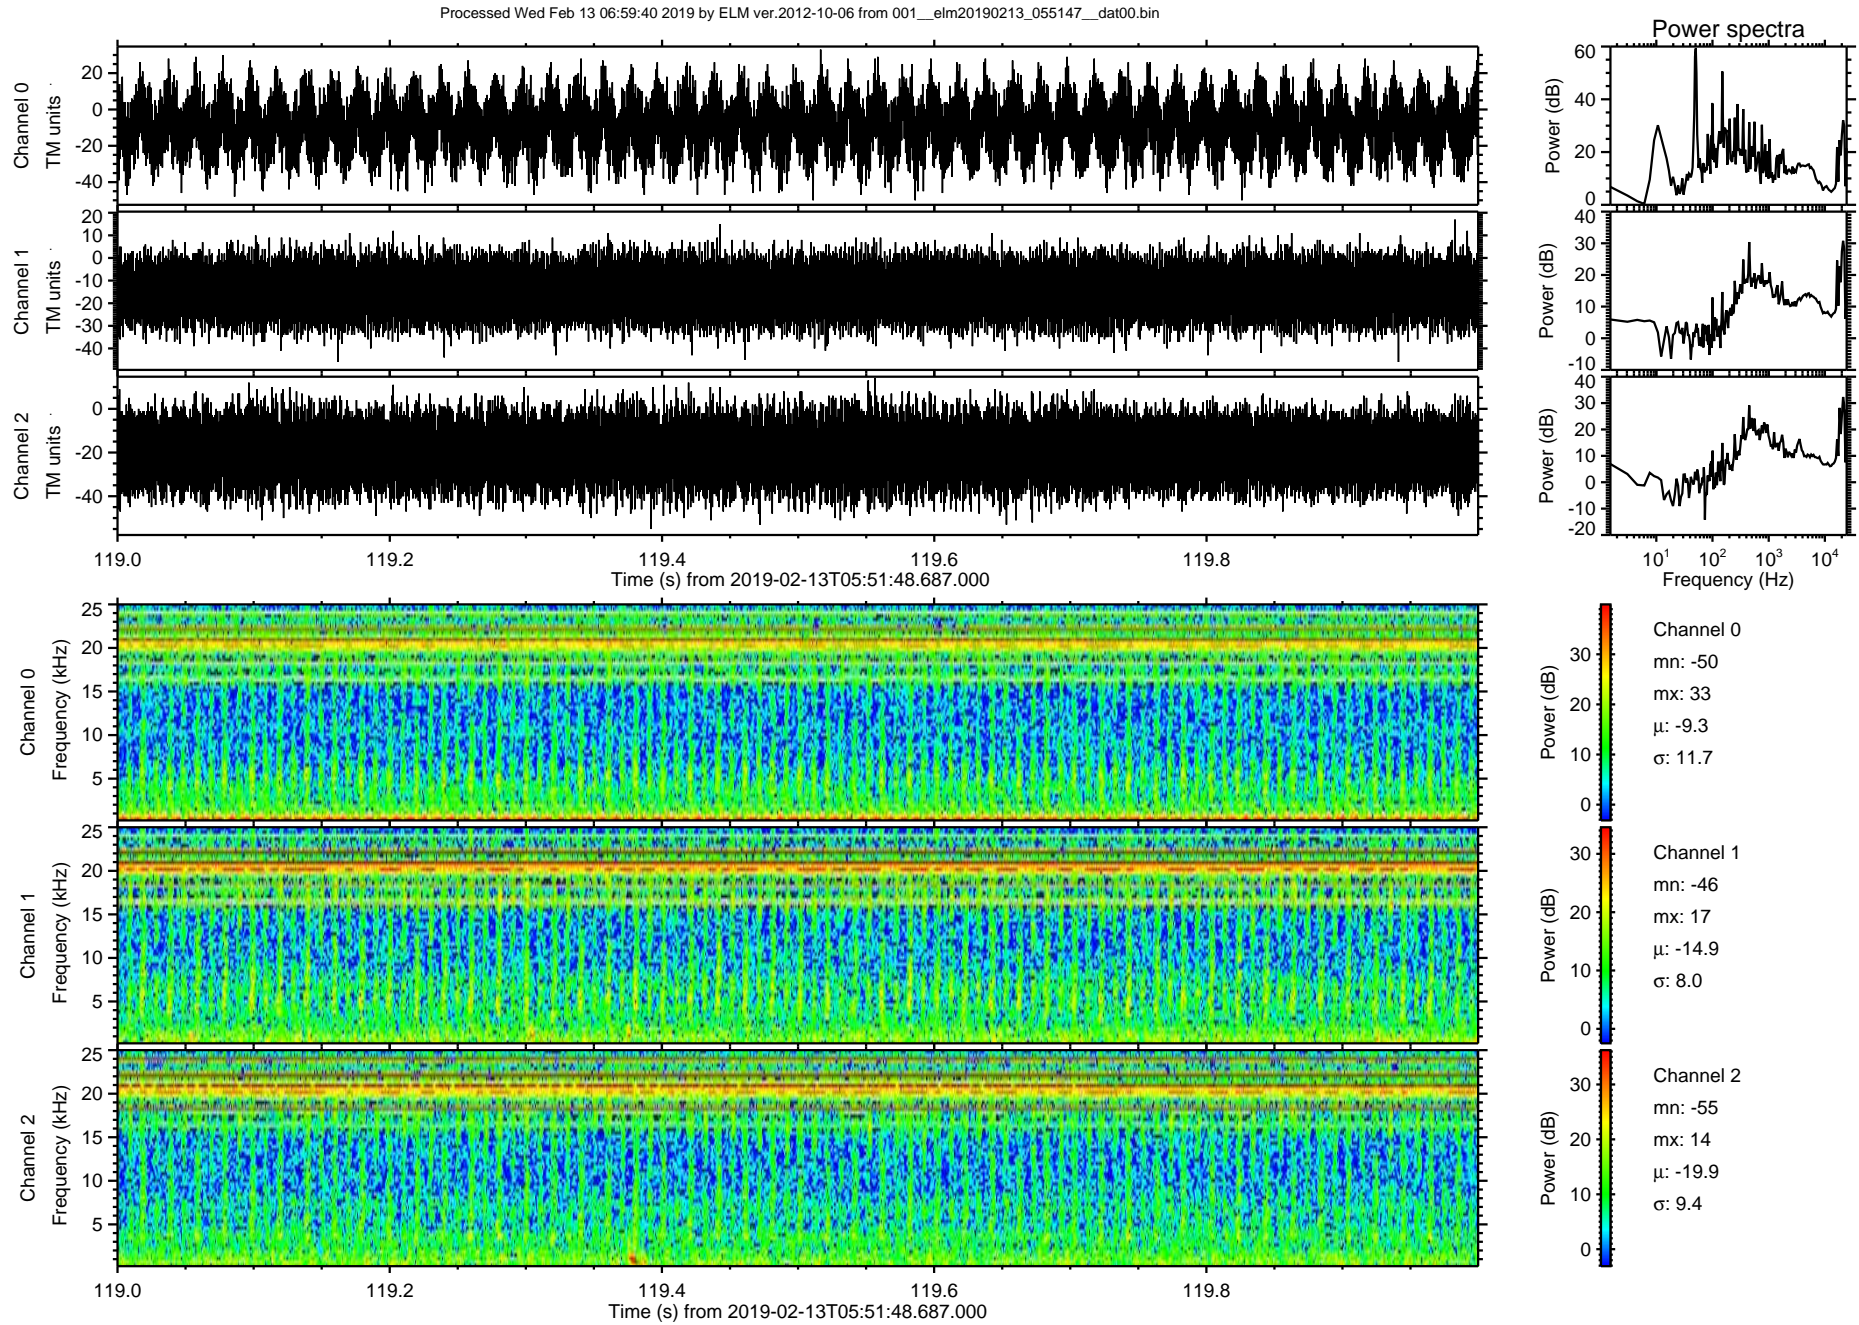 Processed Wed Feb 13 06:59:40 2019 by ELM ver.2012-10-06 from 001__elm20190213_055147__dat00.bin
Power spectra
Channel 0
TM units
20
0
-20
-40
Power (dB)
60
40
20
0
Channel 1
TM units
20
10
0
-10
-20
-30
-40
Power (dB)
40
30
20
10
0
-10
Channel 2
TM units
0
-20
-40
Power (dB)
40
30
20
10
0
-10
-20
119.0 119.2 119.4 119.6 119.8
Time (s) from 2019-02-13T05:51:48.687.000
10¹ 10² 10³ 10⁴
Frequency (Hz)
Channel 0
Frequency (kHz)
25
20
15
10
5
Power (dB)
30
20
10
0
Channel 0
mn: -50
mx: 33
μ: -9.3
σ: 11.7
Channel 1
Frequency (kHz)
25
20
15
10
5
Power (dB)
30
20
10
0
Channel 1
mn: -46
mx: 17
μ: -14.9
σ: 8.0
Channel 2
Frequency (kHz)
25
20
15
10
5
Power (dB)
30
20
10
0
Channel 2
mn: -55
mx: 14
μ: -19.9
σ: 9.4
119.0 119.2 119.4 119.6 119.8
Time (s) from 2019-02-13T05:51:48.687.000